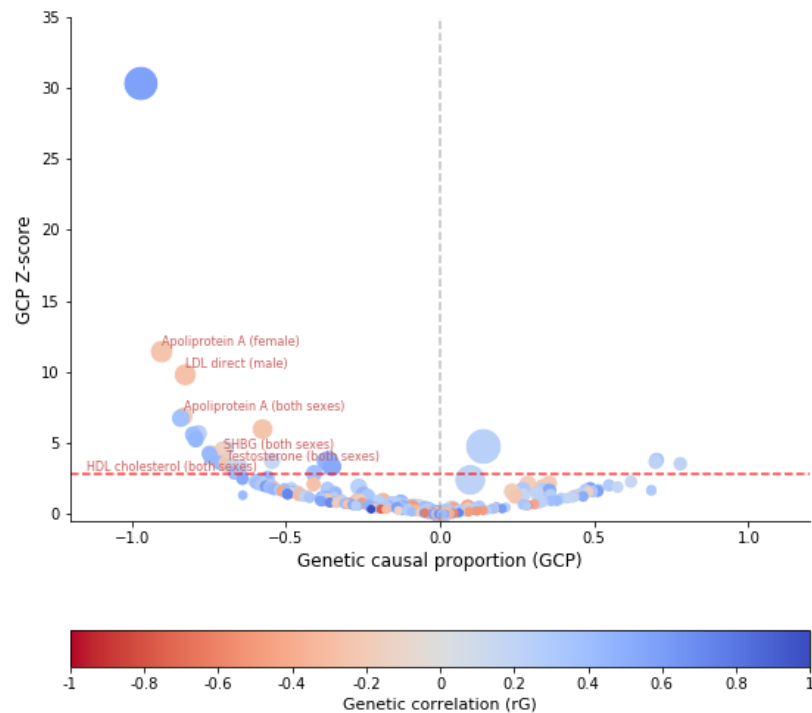 35
30
25
20
15
10
5
0
GCP Z-score
Apoliprotein A (female)
LDL direct (male)
Apoliprotein A (both sexes)
SHBG (both sexes)
Testosterone (both sexes)
HDL cholesterol (both sexes)
−1.0 −0.5 0.0 0.5 1.0
Genetic causal proportion (GCP)
-1 -0.8 -0.6 -0.4 -0.2 0 0.2 0.4 0.6 0.8 1
Genetic correlation (rG)